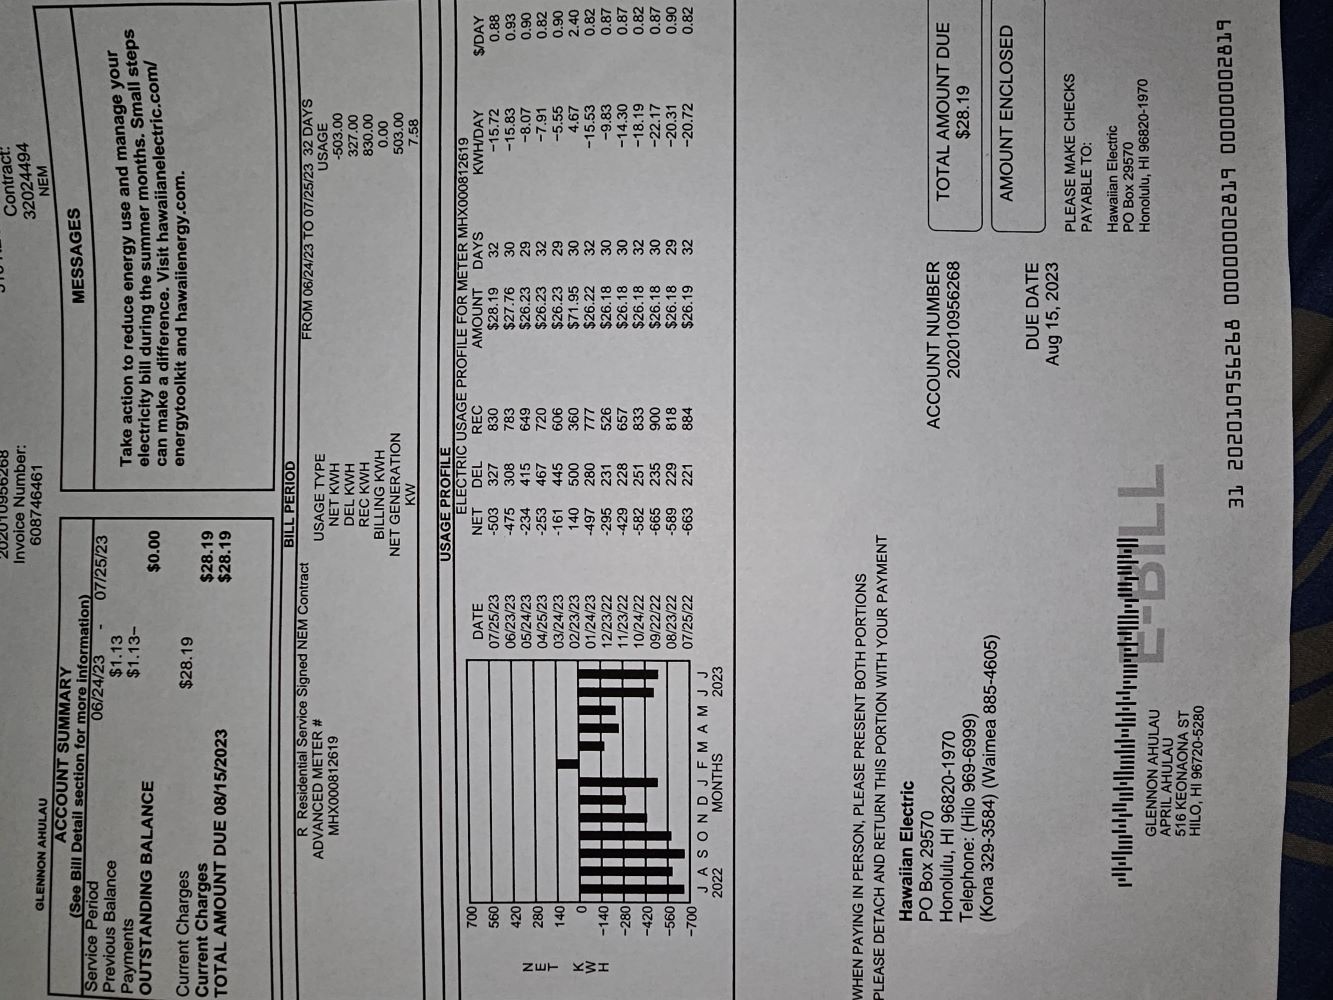 202010956268
Invoice Number:
608746461
Contract:
32024494
NEM
GLENNON AHULAU
ACCOUNT SUMMARY
(See Bill Detail section for more information)
Service Period 06/24/23 - 07/25/23
Previous Balance $1.13
Payments $1.13-
OUTSTANDING BALANCE $0.00
Current Charges $28.19
Current Charges $28.19
TOTAL AMOUNT DUE 08/15/2023 $28.19
MESSAGES
Take action to reduce energy use and manage your
electricity bill during the summer months. Small steps
can make a difference. Visit hawaiianelectric.com/
energytoolkit and hawaiienergy.com.
BILL PERIOD
R Residential Service Signed NEM Contract FROM 06/24/23 TO 07/25/23 32 DAYS
ADVANCED METER # USAGE TYPE USAGE
MHX000812619 NET KWH -503.00
DEL KWH 327.00
REC KWH 830.00
BILLING KWH 0.00
NET GENERATION 503.00
KW 7.58
USAGE PROFILE
ELECTRIC USAGE PROFILE FOR METER MHX000812619
NET KWH
700
560
420
280
140
0
-140
-280
-420
-560
-700
J A S O N D J F M A M J J
2022 MONTHS 2023
DATE NET DEL REC AMOUNT DAYS KWH/DAY $/DAY
07/25/23 -503 327 830 $28.19 32 -15.72 0.88
06/23/23 -475 308 783 $27.76 30 -15.83 0.93
05/24/23 -234 415 649 $26.23 29 -8.07 0.90
04/25/23 -253 467 720 $26.23 32 -7.91 0.82
03/24/23 -161 445 606 $26.23 29 -5.55 0.90
02/23/23 140 500 360 $71.95 30 4.67 2.40
01/24/23 -497 280 777 $26.22 32 -15.53 0.82
12/23/22 -295 231 526 $26.18 30 -9.83 0.87
11/23/22 -429 228 657 $26.18 30 -14.30 0.87
10/24/22 -582 251 833 $26.18 32 -18.19 0.82
09/22/22 -665 235 900 $26.18 30 -22.17 0.87
08/23/22 -589 229 818 $26.18 29 -20.31 0.90
07/25/22 -663 221 884 $26.19 32 -20.72 0.82
WHEN PAYING IN PERSON, PLEASE PRESENT BOTH PORTIONS
PLEASE DETACH AND RETURN THIS PORTION WITH YOUR PAYMENT
Hawaiian Electric
PO Box 29570
Honolulu, HI 96820-1970
Telephone: (Hilo 969-6999)
(Kona 329-3584) (Waimea 885-4605)
ACCOUNT NUMBER
202010956268
TOTAL AMOUNT DUE
$28.19
AMOUNT ENCLOSED
DUE DATE
Aug 15, 2023
PLEASE MAKE CHECKS
PAYABLE TO:
Hawaiian Electric
PO Box 29570
Honolulu, HI 96820-1970
E-BILL
GLENNON AHULAU
APRIL AHULAU
516 KEONAONA ST
HILO, HI 96720-5280
31 202010956268 00000002819 00000002819